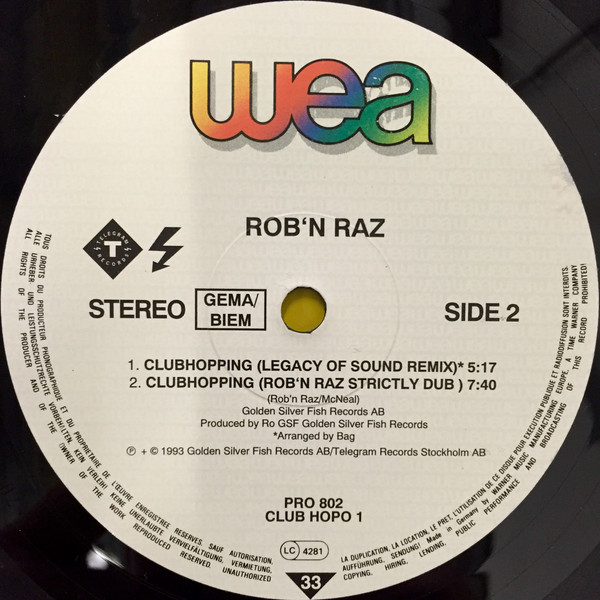 wea
ROB'N RAZ
TELEGRAM
T
RECORDS
STEREO
GEMA/
BIEM
SIDE 2
1. CLUBHOPPING (LEGACY OF SOUND REMIX)* 5:17
2. CLUBHOPPING (ROB'N RAZ STRICTLY DUB ) 7:40
(Rob'n Raz/McNeal)
Golden Silver Fish Records AB
Produced by Ro GSF Golden Silver Fish Records
*Arranged by Bag
℗ + © 1993 Golden Silver Fish Records AB/Telegram Records Stockholm AB
PRO 802
CLUB HOPO 1
LC 4281
33
TOUS DROITS DU PRODUCTEUR PHONOGRAPHIQUE ET DU PROPRIETAIRE DE L'ŒUVRE ENREGISTREE RESERVES. SAUF AUTORISATION,
ALLE URHEBER UND LEISTUNGSSCHUTZRECHTE VORBEHALTEN KEIN VERLEIH! KEINE UNERLAUBTE VERVIELFÄLTIGUNG, VERMIETUNG,
ALL RIGHTS OF THE PRODUCER AND OF THE OWNER OF THE WORK REPRODUCED RESERVED. UNAUTHORIZED
LA DUPLICATION, LA LOCATION, LE PRET, L'UTILISATION DE CE DISQUE POUR EXECUTION PUBLIQUE ET RADIODIFFUSION SONT INTERDITS.
AUFFÜHRUNG, SENDUNG! Made in Germany by WARNER MUSIC MANUFACTURING EUROPE, A TIME WARNER COMPANY
COPYING, HIRING, LENDING, PUBLIC PERFORMANCE AND BROADCASTING OF THIS RECORD PROHIBITED!